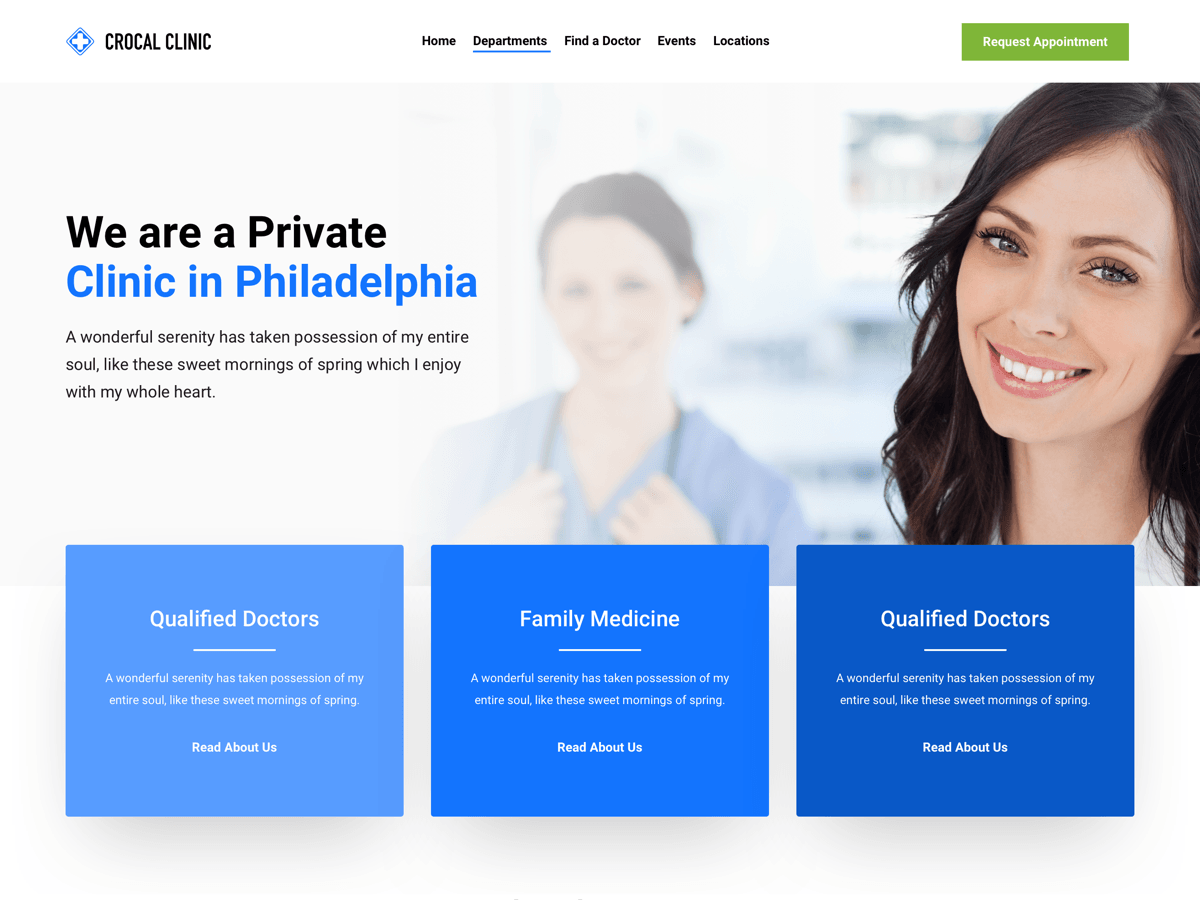 CROCAL CLINIC
Home Departments Find a Doctor Events Locations
Request Appointment
We are a Private
Clinic in Philadelphia
A wonderful serenity has taken possession of my entire
soul, like these sweet mornings of spring which I enjoy
with my whole heart.
Qualified Doctors
A wonderful serenity has taken possession of my
entire soul, like these sweet mornings of spring.
Read About Us
Family Medicine
A wonderful serenity has taken possession of my
entire soul, like these sweet mornings of spring.
Read About Us
Qualified Doctors
A wonderful serenity has taken possession of my
entire soul, like these sweet mornings of spring.
Read About Us